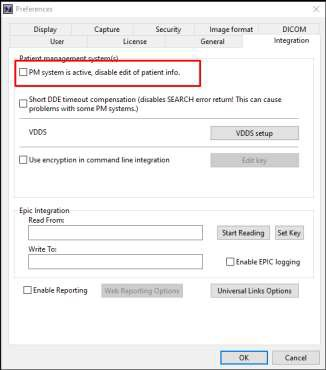 Preferences
Display Capture Security Image format DICOM
User License General Integration
Patient management system(s)
PM system is active, disable edit of patient info.
Short DDE timeout compensation (disables SEARCH error return! This can cause
problems with some PM systems.)
VDDS VDDS setup
Use encryption in command line integration Edit key
Epic Integration
Read From:
Start Reading Set Key
Write To:
Enable EPIC logging
Enable Reporting Web Reporting Options Universal Links Options
OK Cancel